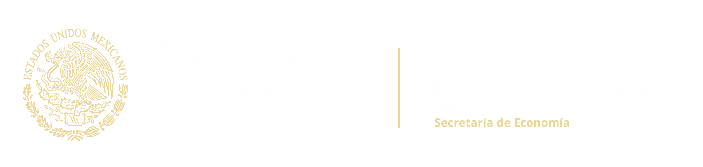 ESTADOS UNIDOS MEXICANOS
Secretaría de Economía